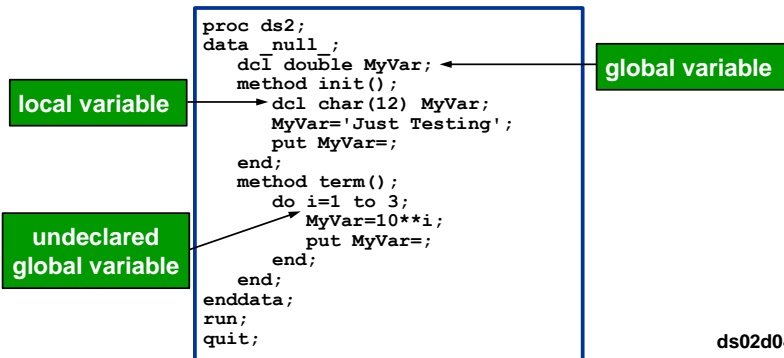 proc ds2;
data _null_;
dcl double MyVar;
global variable
method init();
local variable
dcl char(12) MyVar;
MyVar='Just Testing';
put MyVar=;
end;
method term();
do i=1 to 3;
MyVar=10**i;
undeclared
global variable
put MyVar=;
end;
end;
enddata;
run;
quit;
ds02d0